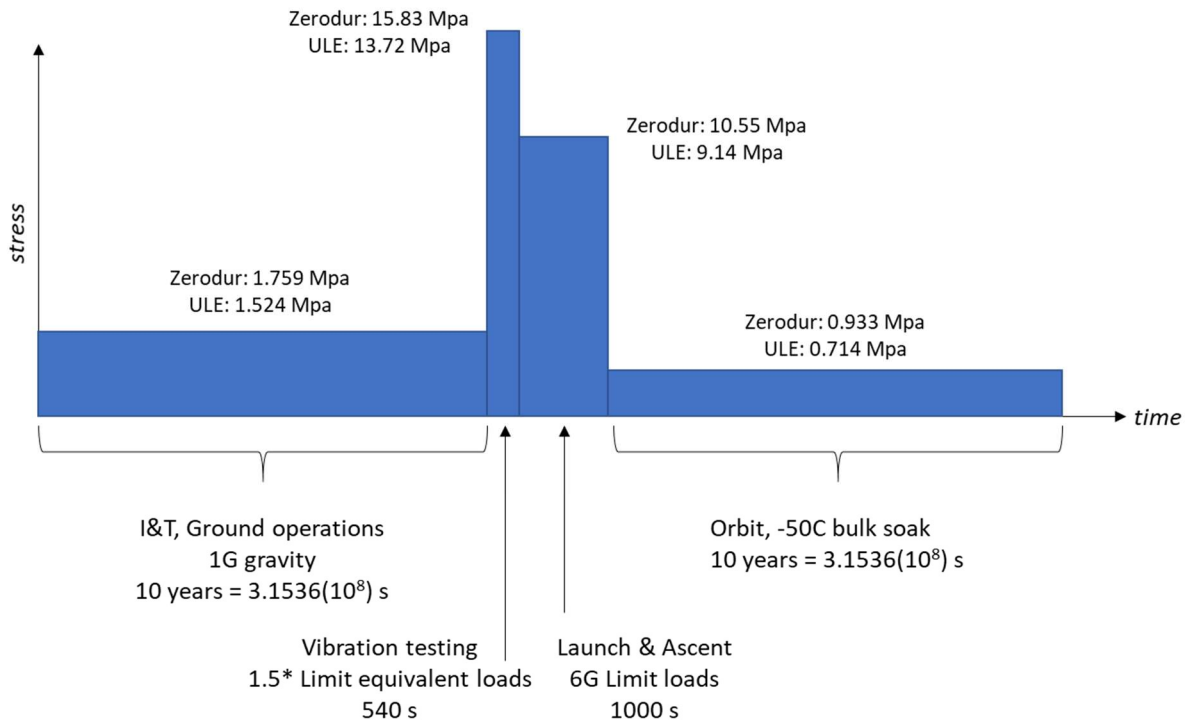 Zerodur: 15.83 Mpa
ULE: 13.72 Mpa
Zerodur: 10.55 Mpa
ULE: 9.14 Mpa
stress
Zerodur: 1.759 Mpa
ULE: 1.524 Mpa
Zerodur: 0.933 Mpa
ULE: 0.714 Mpa
time
I&T, Ground operations
1G gravity
10 years = 3.1536(10⁸) s
Orbit, -50C bulk soak
10 years = 3.1536(10⁸) s
Vibration testing
1.5* Limit equivalent loads
540 s
Launch & Ascent
6G Limit loads
1000 s